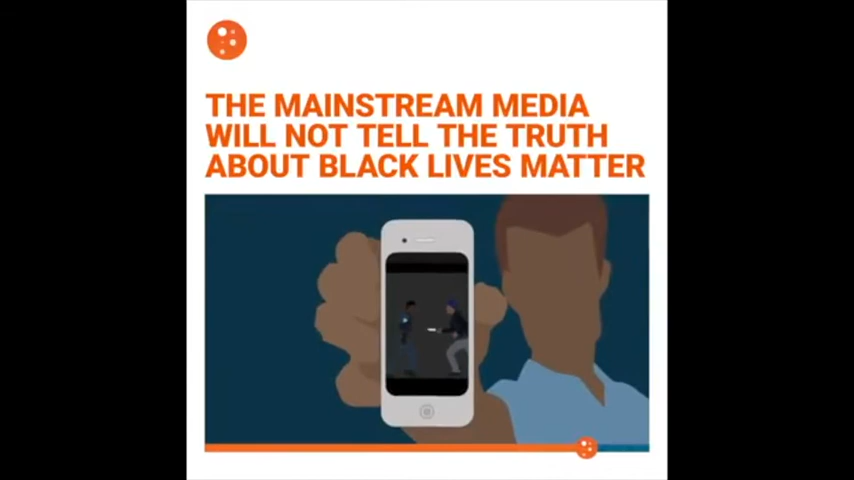 THE MAINSTREAM MEDIA
WILL NOT TELL THE TRUTH
ABOUT BLACK LIVES MATTER